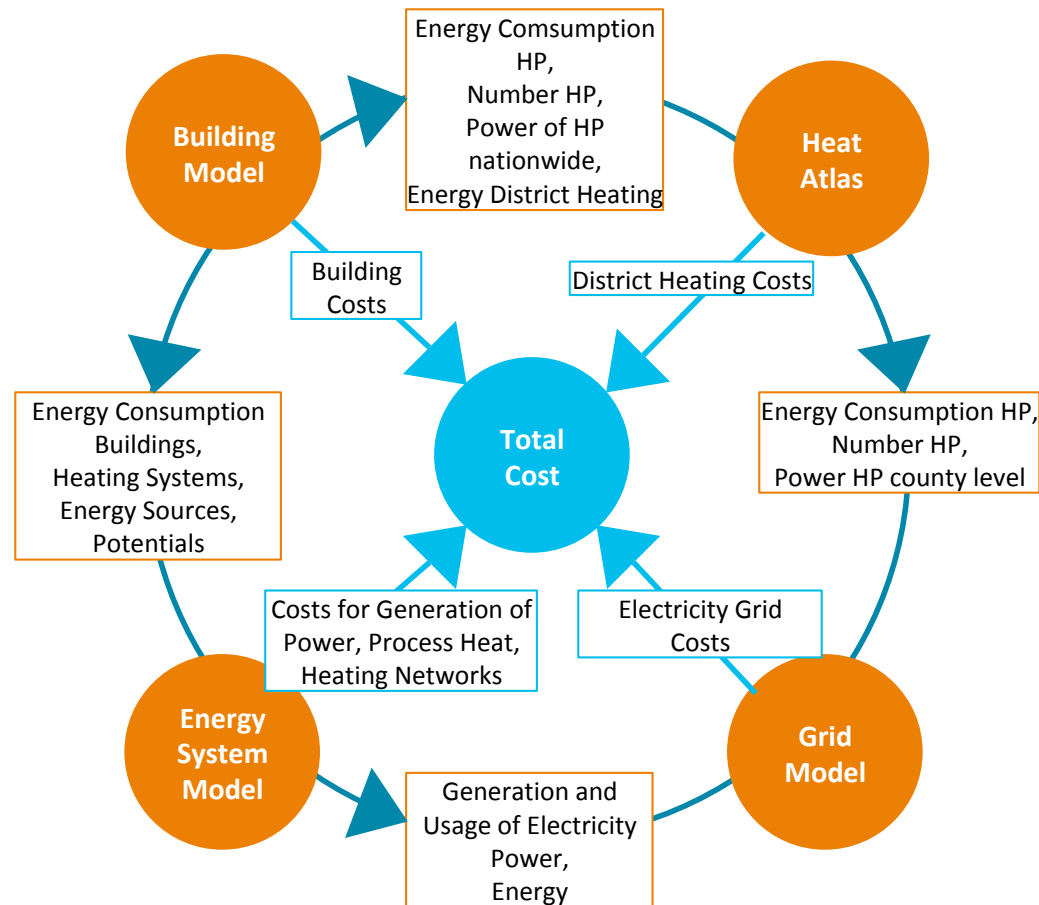 Energy Comsumption
HP,
Number HP,
Power of HP
nationwide,
Energy District Heating
Building
Model
Heat
Atlas
Building
Costs
District Heating Costs
Energy Consumption
Buildings,
Heating Systems,
Energy Sources,
Potentials
Total
Cost
Energy Consumption HP,
Number HP,
Power HP county level
Costs for Generation of
Power, Process Heat,
Heating Networks
Electricity Grid
Costs
Energy
System
Model
Grid
Model
Generation and
Usage of Electricity
Power,
Energy